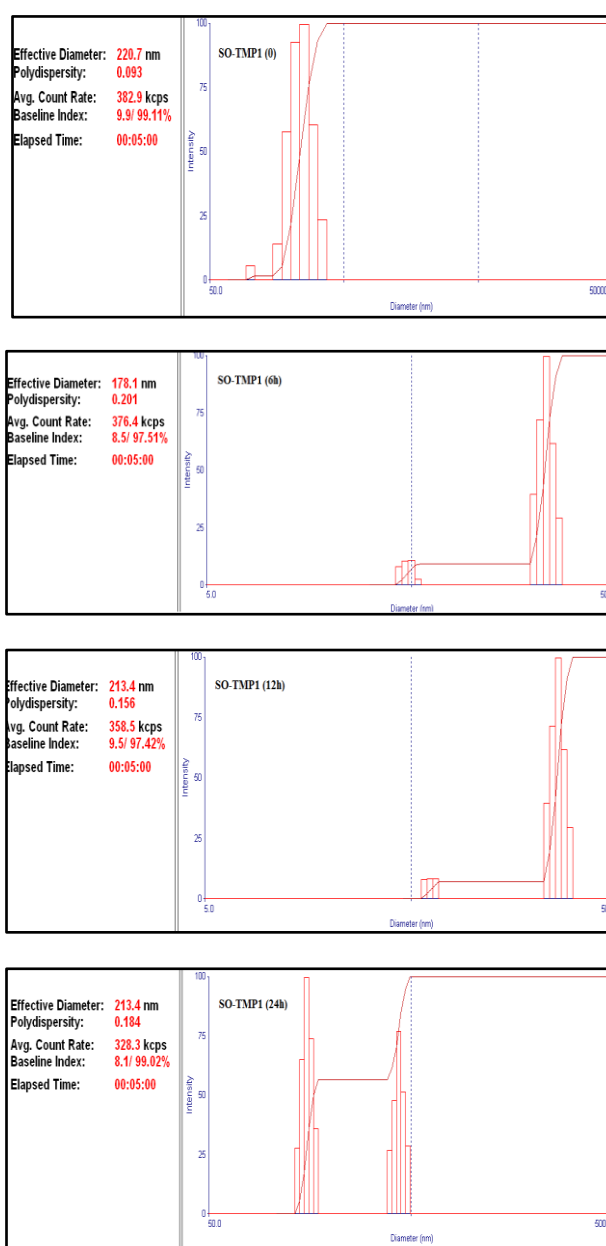 Effective Diameter: 220.7 nm
Polydispersity: 0.093
Avg. Count Rate: 382.9 kcps
Baseline Index: 9.9/ 99.11%
Elapsed Time: 00:05:00
SO-TMP1 (0)
100
75
50
25
0
Intensity
50.0
50000
Diameter (nm)
Effective Diameter: 178.1 nm
Polydispersity: 0.201
Avg. Count Rate: 376.4 kcps
Baseline Index: 8.5/ 97.51%
Elapsed Time: 00:05:00
SO-TMP1 (6h)
100
75
50
25
0
Intensity
5.0
50
Diameter (nm)
Effective Diameter: 213.4 nm
Polydispersity: 0.156
Avg. Count Rate: 358.5 kcps
Baseline Index: 9.5/ 97.42%
Elapsed Time: 00:05:00
SO-TMP1 (12h)
100
75
50
25
0
Intensity
5.0
50
Diameter (nm)
Effective Diameter: 213.4 nm
Polydispersity: 0.184
Avg. Count Rate: 328.3 kcps
Baseline Index: 8.1/ 99.02%
Elapsed Time: 00:05:00
SO-TMP1 (24h)
100
75
50
25
0
Intensity
50.0
500
Diameter (nm)